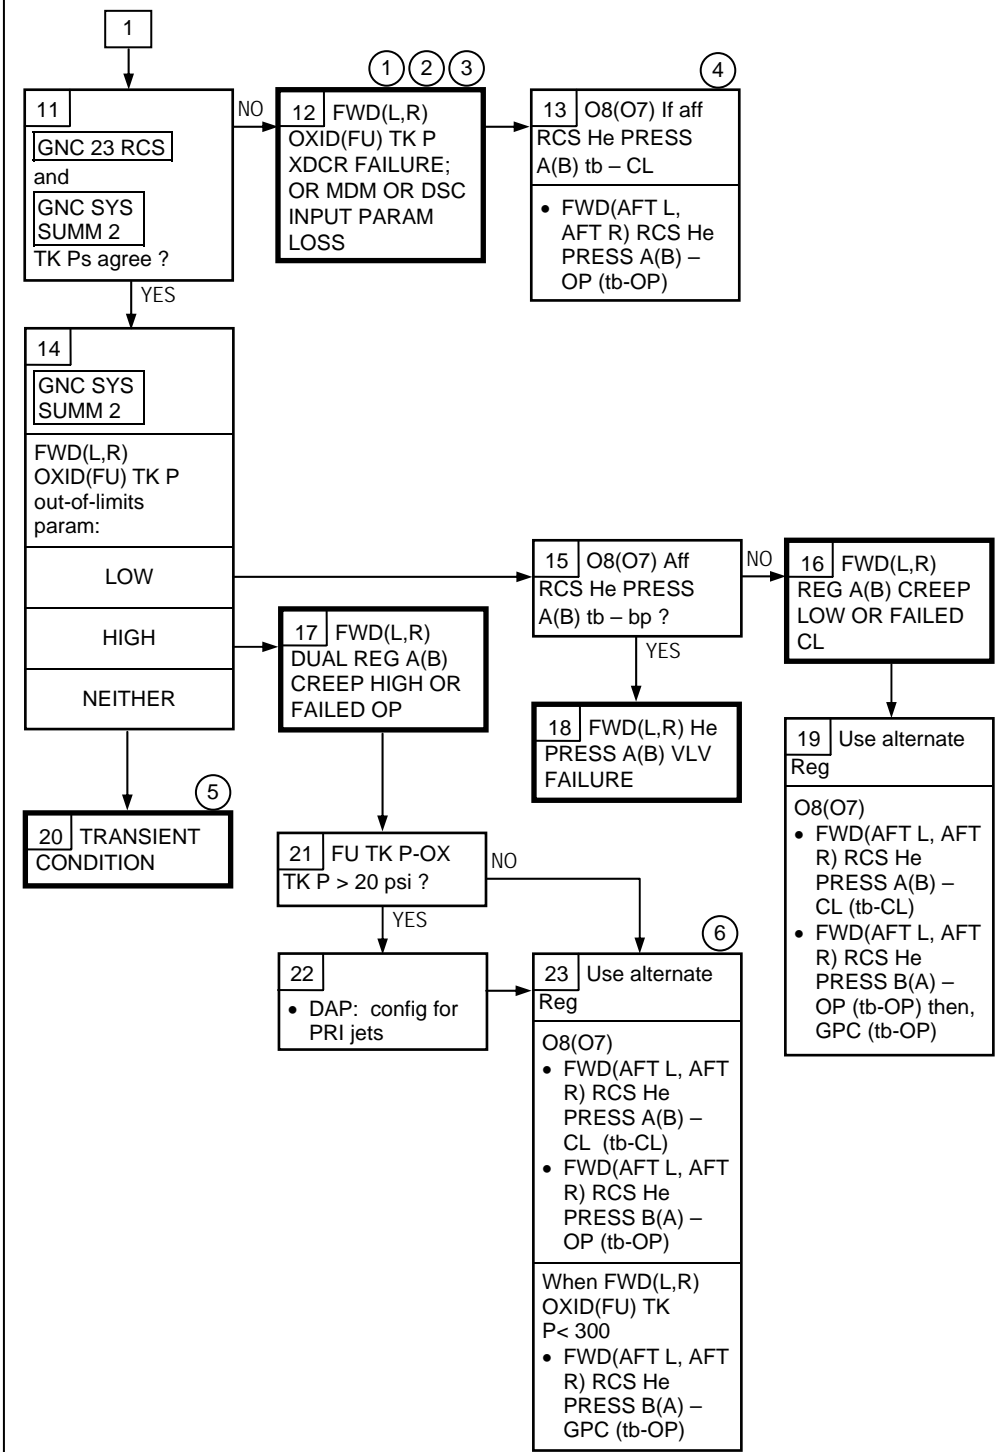 1
1 2 3
4
11
GNC 23 RCS
and
GNC SYS
SUMM 2
TK Ps agree ?
NO
12 FWD(L,R)
OXID(FU) TK P
XDCR FAILURE;
OR MDM OR DSC
INPUT PARAM
LOSS
13 O8(O7) If aff
RCS He PRESS
A(B) tb – CL
• FWD(AFT L,
AFT R) RCS He
PRESS A(B) –
OP (tb-OP)
YES
14
GNC SYS
SUMM 2
FWD(L,R)
OXID(FU) TK P
out-of-limits
param:
LOW
HIGH
NEITHER
15 O8(O7) Aff
RCS He PRESS
A(B) tb – bp ?
NO
16 FWD(L,R)
REG A(B) CREEP
LOW OR FAILED
CL
17 FWD(L,R)
DUAL REG A(B)
CREEP HIGH OR
FAILED OP
YES
18 FWD(L,R) He
PRESS A(B) VLV
FAILURE
19 Use alternate
Reg
O8(O7)
• FWD(AFT L, AFT
R) RCS He
PRESS A(B) –
CL (tb-CL)
• FWD(AFT L, AFT
R) RCS He
PRESS B(A) –
OP (tb-OP) then,
GPC (tb-OP)
5
20 TRANSIENT
CONDITION
21 FU TK P-OX
TK P > 20 psi ?
NO
YES
22
• DAP: config for
PRI jets
6
23 Use alternate
Reg
O8(O7)
• FWD(AFT L, AFT
R) RCS He
PRESS A(B) –
CL (tb-CL)
• FWD(AFT L, AFT
R) RCS He
PRESS B(A) –
OP (tb-OP)
When FWD(L,R)
OXID(FU) TK
P< 300
• FWD(AFT L, AFT
R) RCS He
PRESS B(A) –
GPC (tb-OP)